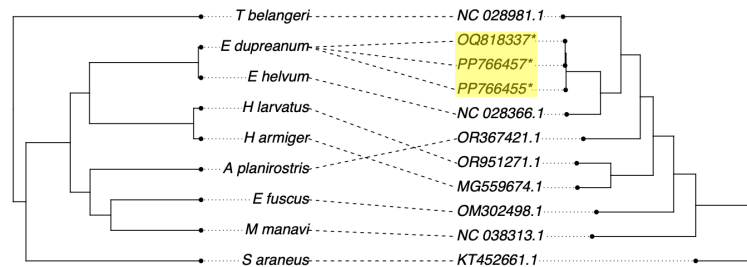 T belangeri NC 028981.1
E dupreanum OQ818337*
PP766457*
E helvum PP766455*
H larvatus NC 028366.1
H armiger OR367421.1
A planirostris OR951271.1
MG559674.1
E fuscus OM302498.1
M manavi NC 038313.1
S araneus KT452661.1